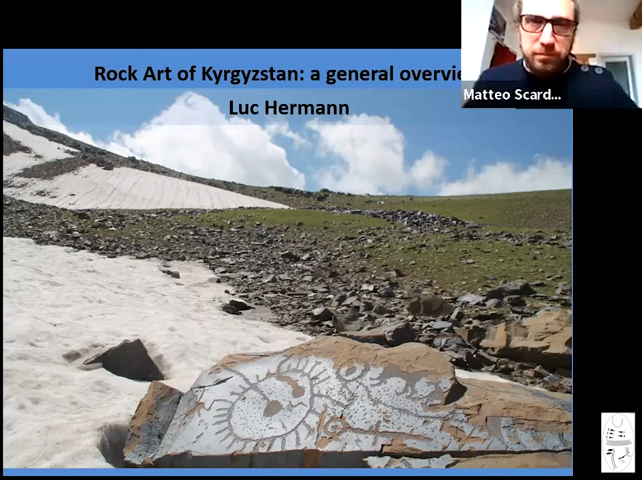 Rock Art of Kyrgyzstan: a general overvie
Luc Hermann
Matteo Scard...